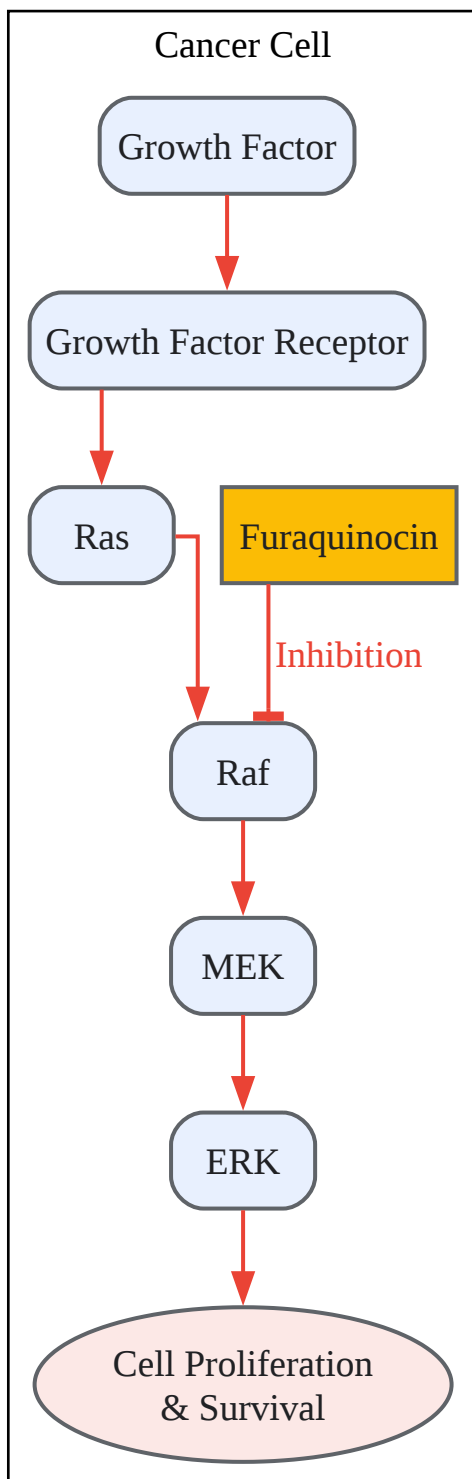 Cancer Cell
Growth Factor
Growth Factor Receptor
Ras
Furaquinocin
Inhibition
Raf
MEK
ERK
Cell Proliferation
& Survival